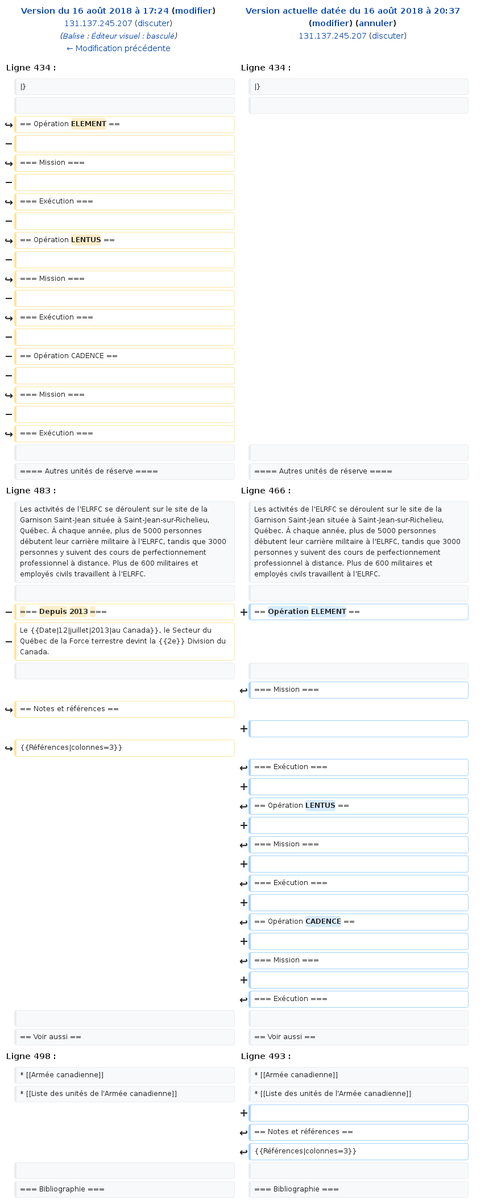 Version du 16 août 2018 à 17:24 (modifier)
131.137.245.207 (discuter)
(Balise : Éditeur visuel : basculé)
← Modification précédente
Version actuelle datée du 16 août 2018 à 20:37
(modifier) (annuler)
131.137.245.207 (discuter)
Ligne 434 :
Ligne 434 :
|}
|}
== Opération ELEMENT ==
=== Mission ===
=== Exécution ===
== Opération LENTUS ==
=== Mission ===
=== Exécution ===
== Opération CADENCE ==
=== Mission ===
=== Exécution ===
==== Autres unités de réserve ====
==== Autres unités de réserve ====
Ligne 483 :
Ligne 466 :
Les activités de l'ELRFC se déroulent sur le site de la
Garnison Saint-Jean située à Saint-Jean-sur-Richelieu,
Québec. À chaque année, plus de 5000 personnes
débutent leur carrière militaire à l'ELRFC, tandis que 3000
personnes y suivent des cours de perfectionnement
professionnel à distance. Plus de 600 militaires et
employés civils travaillent à l'ERFC.
Les activités de l'ELRFC se déroulent sur le site de la
Garnison Saint-Jean située à Saint-Jean-sur-Richelieu,
Québec. À chaque année, plus de 5000 personnes
débutent leur carrière militaire à l'ELRFC, tandis que 3000
personnes y suivent des cours de perfectionnement
professionnel à distance. Plus de 600 militaires et
employés civils travaillent à l'ERFC.
==== Depuis 2013 ====
== Opération ELEMENT ==
Le {{Date|12|juillet|2013|au Canada}}, le Secteur du
Québec de la Force terrestre devint la {{2e}} Division du
Canada.
=== Mission ===
== Notes et références ==
{{Références|colonnes=3}}
=== Exécution ===
== Opération LENTUS ==
=== Mission ===
=== Exécution ===
== Opération CADENCE ==
=== Mission ===
=== Exécution ===
== Voir aussi ==
== Voir aussi ==
Ligne 498 :
Ligne 493 :
* [[Armée canadienne]]
* [[Armée canadienne]]
* [[Liste des unités de l'Armée canadienne]]
* [[Liste des unités de l'Armée canadienne]]
== Notes et références ==
{{Références|colonnes=3}}
=== Bibliographie ===
=== Bibliographie ===